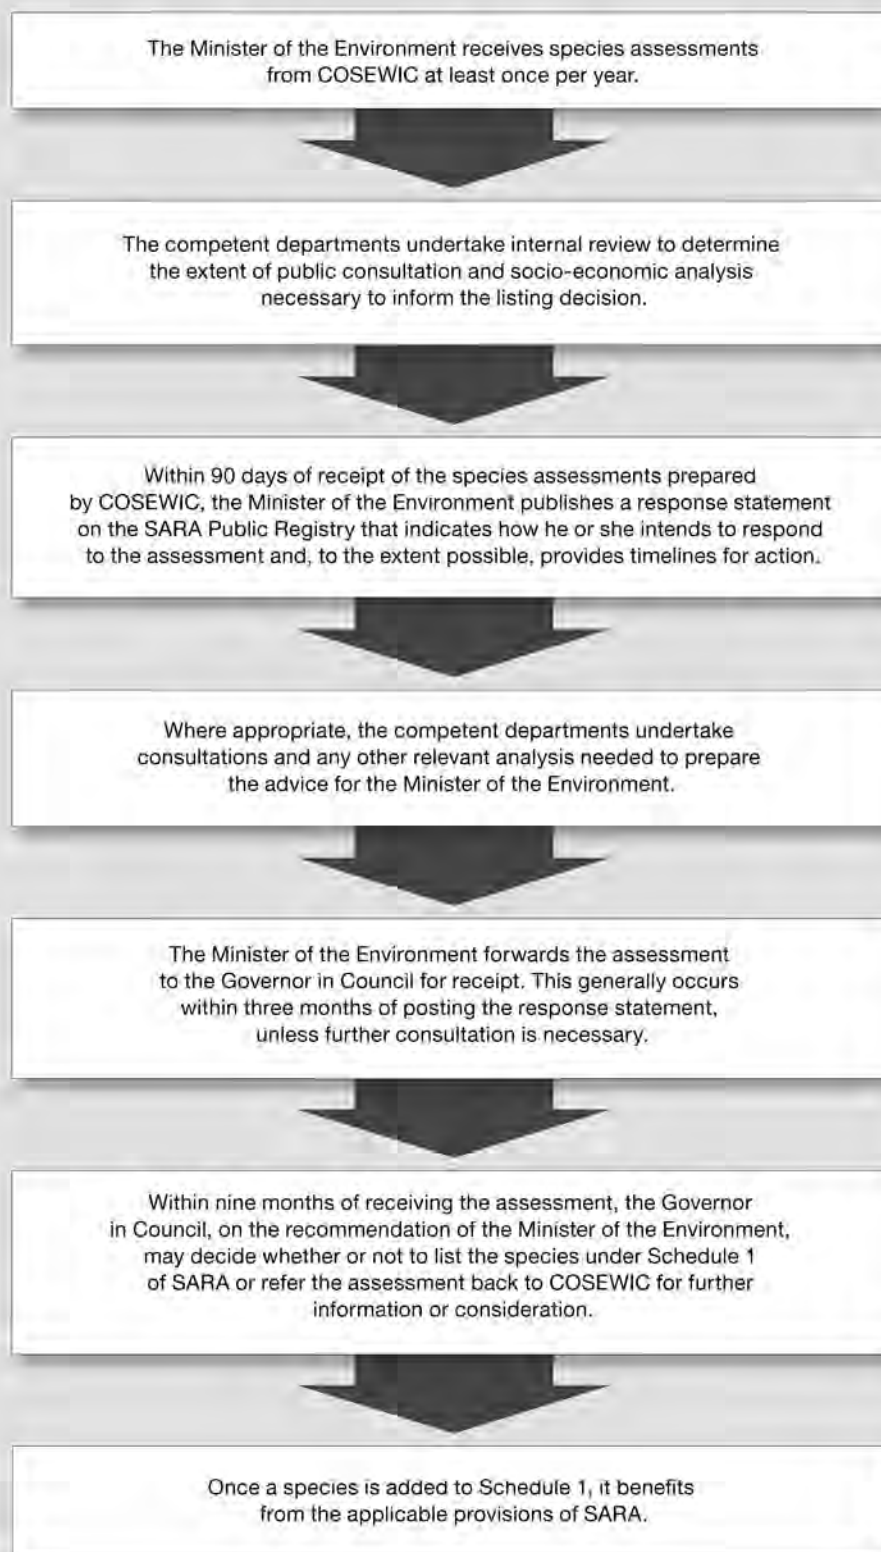 The Minister of the Environment receives species assessments
from COSEWIC at least once per year.
The competent departments undertake internal review to determine
the extent of public consultation and socio-economic analysis
necessary to inform the listing decision.
Within 90 days of receipt of the species assessments prepared
by COSEWIC, the Minister of the Environment publishes a response statement
on the SARA Public Registry that indicates how he or she intends to respond
to the assessment and, to the extent possible, provides timelines for action.
Where appropriate, the competent departments undertake
consultations and any other relevant analysis needed to prepare
the advice for the Minister of the Environment.
The Minister of the Environment forwards the assessment
to the Governor in Council for receipt. This generally occurs
within three months of posting the response statement,
unless further consultation is necessary.
Within nine months of receiving the assessment, the Governor
in Council, on the recommendation of the Minister of the Environment,
may decide whether or not to list the species under Schedule 1
of SARA or refer the assessment back to COSEWIC for further
information or consideration.
Once a species is added to Schedule 1, it benefits
from the applicable provisions of SARA.